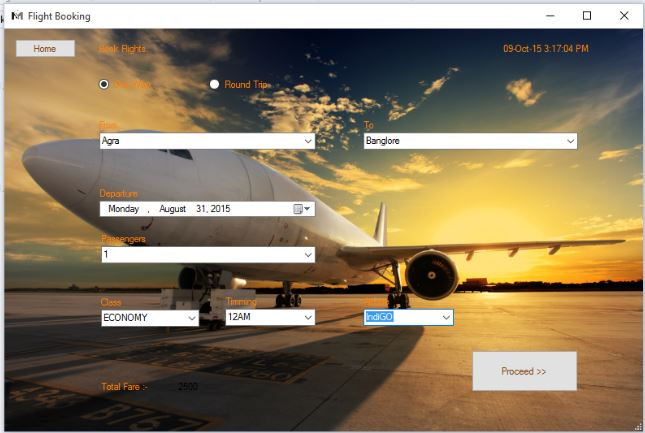 Flight Booking
Home
Book Flights
09-Oct-15 3:17:04 PM
One Way
Round Trip
From
To
Agra
Banglore
Departure
Monday , August 31, 2015
Passengers
1
Class
Timming
ECONOMY
12AM
IndiGO
Proceed >>
Total Fare :-
2500